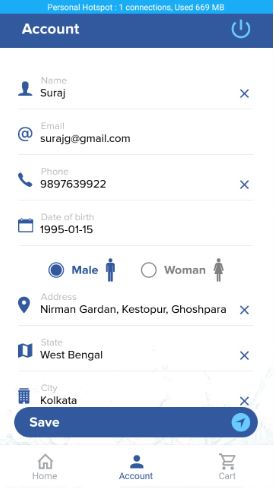 Personal Hotspot : 1 connections, Used 669 MB
Account
Name
Suraj
Email
surajg@gmail.com
Phone
9897639922
Date of birth
1995-01-15
Male Woman
Address
Nirman Gardan, Kestopur, Ghoshpara
State
West Bengal
City
Kolkata
Save
Home Account Cart